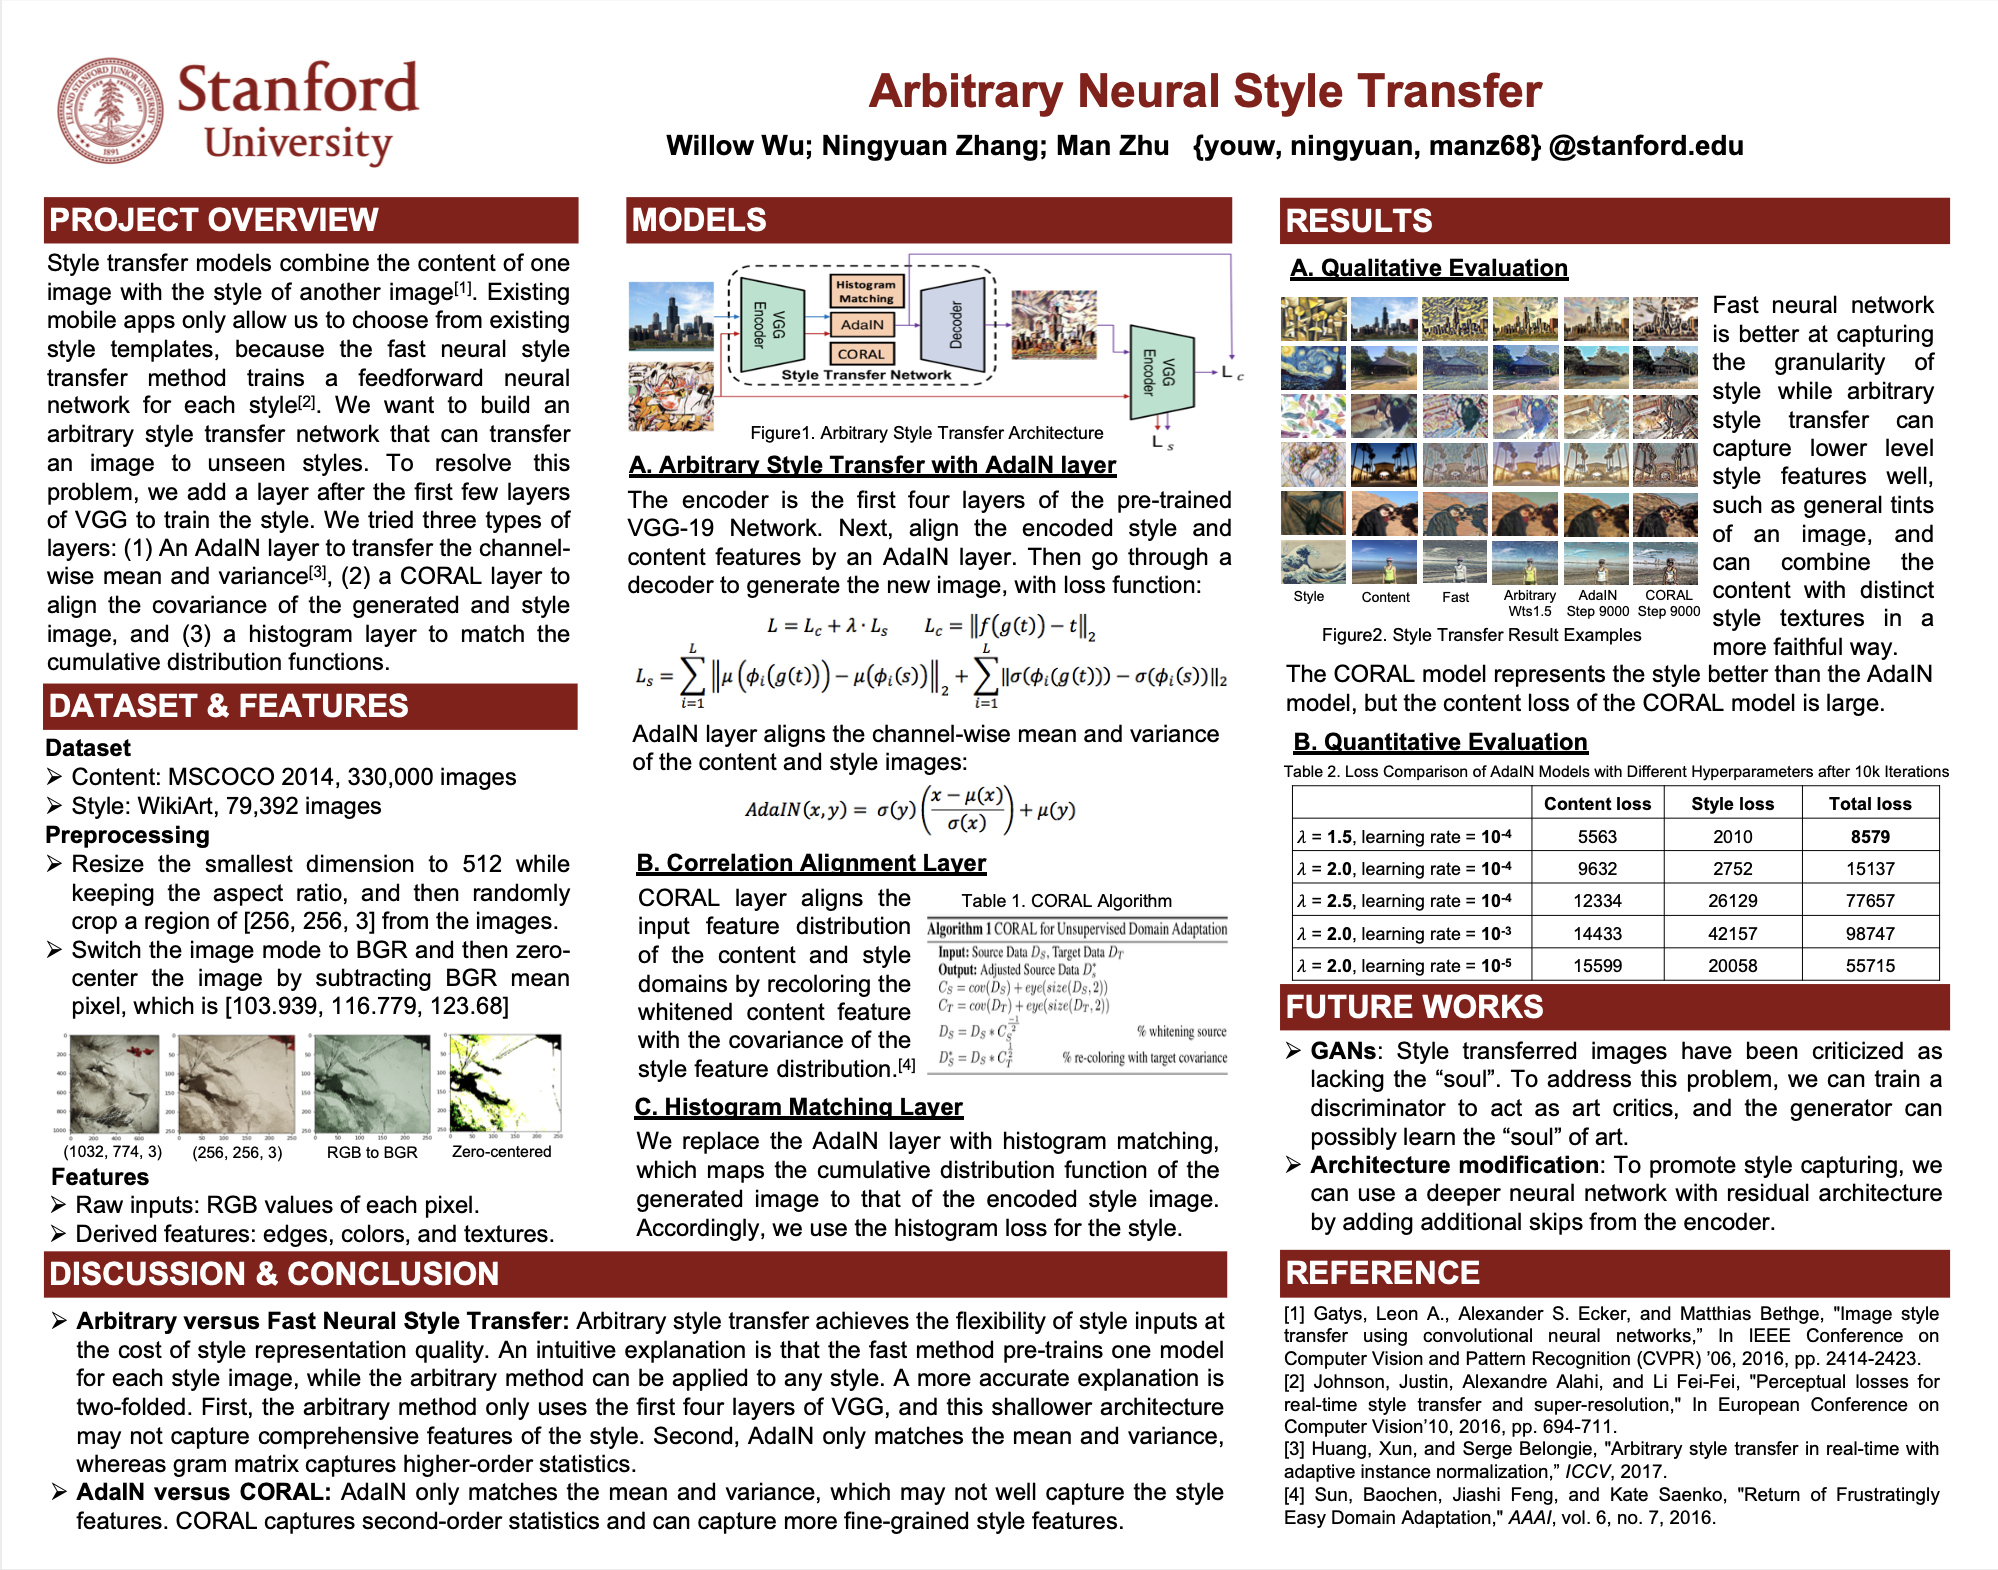 Stanford
University
Arbitrary Neural Style Transfer
Willow Wu; Ningyuan Zhang; Man Zhu {youw, ningyuan, manz68} @stanford.edu
PROJECT OVERVIEW
Style transfer models combine the content of one
image with the style of another image[1]. Existing
mobile apps only allow us to choose from existing
style templates, because the fast neural style
transfer method trains a feedforward neural
network for each style[2]. We want to build an
arbitrary style transfer network that can transfer
an image to unseen styles. To resolve this
problem, we add a layer after the first few layers
of VGG to train the style. We tried three types of
layers: (1) An AdaIN layer to transfer the channel-
wise mean and variance[3], (2) a CORAL layer to
align the covariance of the generated and style
image, and (3) a histogram layer to match the
cumulative distribution functions.
DATASET & FEATURES
Dataset
➢ Content: MSCOCO 2014, 330,000 images
➢ Style: WikiArt, 79,392 images
Preprocessing
➢ Resize the smallest dimension to 512 while
keeping the aspect ratio, and then randomly
crop a region of [256, 256, 3] from the images.
➢ Switch the image mode to BGR and then zero-
center the image by subtracting BGR mean
pixel, which is [103.939, 116.779, 123.68]
(1032, 774, 3) (256, 256, 3) RGB to BGR Zero-centered
Features
➢ Raw inputs: RGB values of each pixel.
➢ Derived features: edges, colors, and textures.
MODELS
VGG Encoder
Histogram
Matching
AdaIN
CORAL
Decoder
Style Transfer Network
VGG Encoder
L c
L s
Figure1. Arbitrary Style Transfer Architecture
A. Arbitrary Style Transfer with AdaIN layer
The encoder is the first four layers of the pre-trained
VGG-19 Network. Next, align the encoded style and
content features by an AdaIN layer. Then go through a
decoder to generate the new image, with loss function:
L = L_c + λ · L_s L_c = ‖f(g(t)) − t‖₂
L_s = ∑_{i=1}^{L} ‖μ(ϕ_i(g(t))) − μ(ϕ_i(s))‖₂ + ∑_{i=1}^{L} ‖σ(ϕ_i(g(t))) − σ(ϕ_i(s))‖₂
AdaIN layer aligns the channel-wise mean and variance
of the content and style images:
AdaIN(x, y) = σ(y) ((x − μ(x)) / σ(x)) + μ(y)
B. Correlation Alignment Layer
CORAL layer aligns the
input feature distribution
of the content and style
domains by recoloring the
whitened content feature
with the covariance of the
style feature distribution.[4]
Table 1. CORAL Algorithm
Algorithm 1 CORAL for Unsupervised Domain Adaptation
Input: Source Data D_S, Target Data D_T
Output: Adjusted Source Data D_s^*
C_S = cov(D_S) + eye(size(D_S, 2))
C_T = cov(D_T) + eye(size(D_T, 2))
D_S = D_S * C_S^{-1/2} % whitening source
D_S^* = D_S * C_T^{1/2} % re-coloring with target covariance
C. Histogram Matching Layer
We replace the AdaIN layer with histogram matching,
which maps the cumulative distribution function of the
generated image to that of the encoded style image.
Accordingly, we use the histogram loss for the style.
RESULTS
A. Qualitative Evaluation
Style Content Fast Arbitrary Wts1.5 AdaIN Step 9000 CORAL Step 9000
Figure2. Style Transfer Result Examples
Fast neural network
is better at capturing
the granularity of
style while arbitrary
style transfer can
capture lower level
style features well,
such as general tints
of an image, and
can combine the
content with distinct
style textures in a
more faithful way.
The CORAL model represents the style better than the AdaIN
model, but the content loss of the CORAL model is large.
B. Quantitative Evaluation
Table 2. Loss Comparison of AdaIN Models with Different Hyperparameters after 10k Iterations
Content loss Style loss Total loss
λ = 1.5, learning rate = 10⁻⁴ 5563 2010 8579
λ = 2.0, learning rate = 10⁻⁴ 9632 2752 15137
λ = 2.5, learning rate = 10⁻⁴ 12334 26129 77657
λ = 2.0, learning rate = 10⁻³ 14433 42157 98747
λ = 2.0, learning rate = 10⁻⁵ 15599 20058 55715
FUTURE WORKS
➢ GANs: Style transferred images have been criticized as
lacking the “soul”. To address this problem, we can train a
discriminator to act as art critics, and the generator can
possibly learn the “soul” of art.
➢ Architecture modification: To promote style capturing, we
can use a deeper neural network with residual architecture
by adding additional skips from the encoder.
DISCUSSION & CONCLUSION
➢ Arbitrary versus Fast Neural Style Transfer: Arbitrary style transfer achieves the flexibility of style inputs at
the cost of style representation quality. An intuitive explanation is that the fast method pre-trains one model
for each style image, while the arbitrary method can be applied to any style. A more accurate explanation is
two-folded. First, the arbitrary method only uses the first four layers of VGG, and this shallower architecture
may not capture comprehensive features of the style. Second, AdaIN only matches the mean and variance,
whereas gram matrix captures higher-order statistics.
➢ AdaIN versus CORAL: AdaIN only matches the mean and variance, which may not well capture the style
features. CORAL captures second-order statistics and can capture more fine-grained style features.
REFERENCE
[1] Gatys, Leon A., Alexander S. Ecker, and Matthias Bethge, "Image style
transfer using convolutional neural networks,” In IEEE Conference on
Computer Vision and Pattern Recognition (CVPR) ’06, 2016, pp. 2414-2423.
[2] Johnson, Justin, Alexandre Alahi, and Li Fei-Fei, "Perceptual losses for
real-time style transfer and super-resolution," In European Conference on
Computer Vision’10, 2016, pp. 694-711.
[3] Huang, Xun, and Serge Belongie, "Arbitrary style transfer in real-time with
adaptive instance normalization,” ICCV, 2017.
[4] Sun, Baochen, Jiashi Feng, and Kate Saenko, "Return of Frustratingly
Easy Domain Adaptation," AAAI, vol. 6, no. 7, 2016.